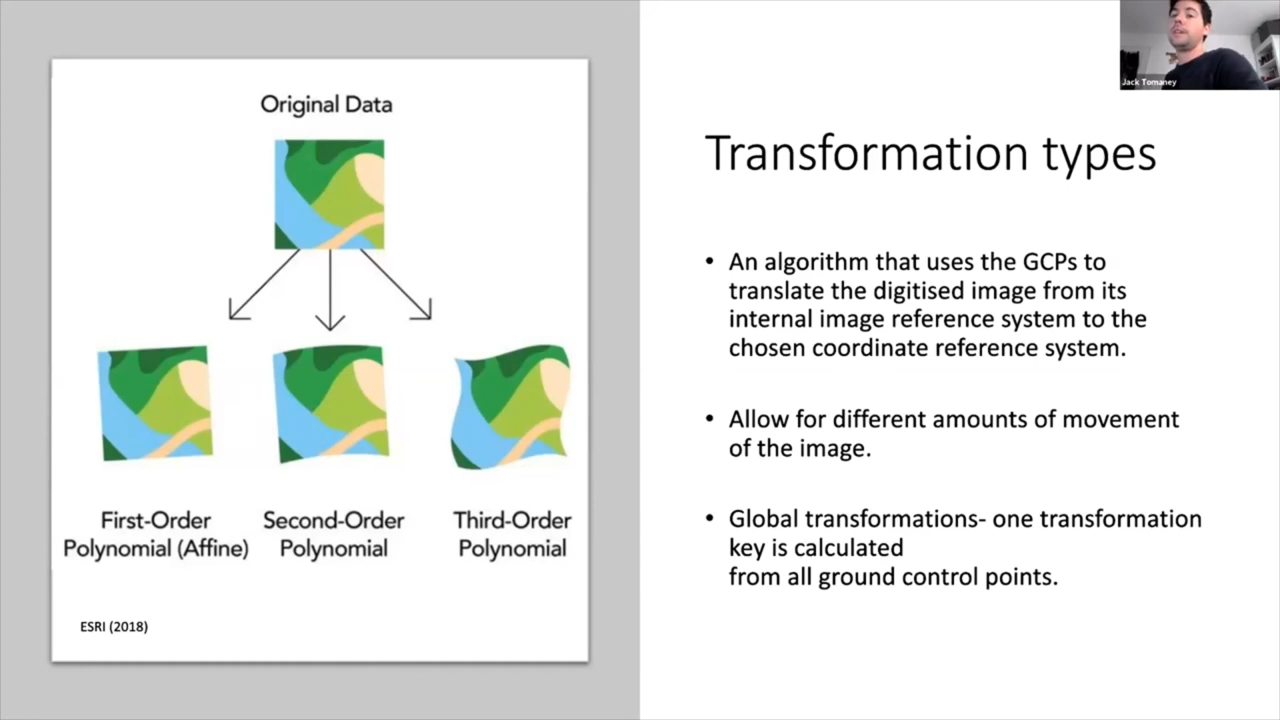 Original Data
First-Order
Polynomial (Affine)
Second-Order
Polynomial
Third-Order
Polynomial
ESRI (2018)
Jack Tomaney
Transformation types
• An algorithm that uses the GCPs to
translate the digitised image from its
internal image reference system to the
chosen coordinate reference system.
• Allow for different amounts of movement
of the image.
• Global transformations- one transformation
key is calculated
from all ground control points.